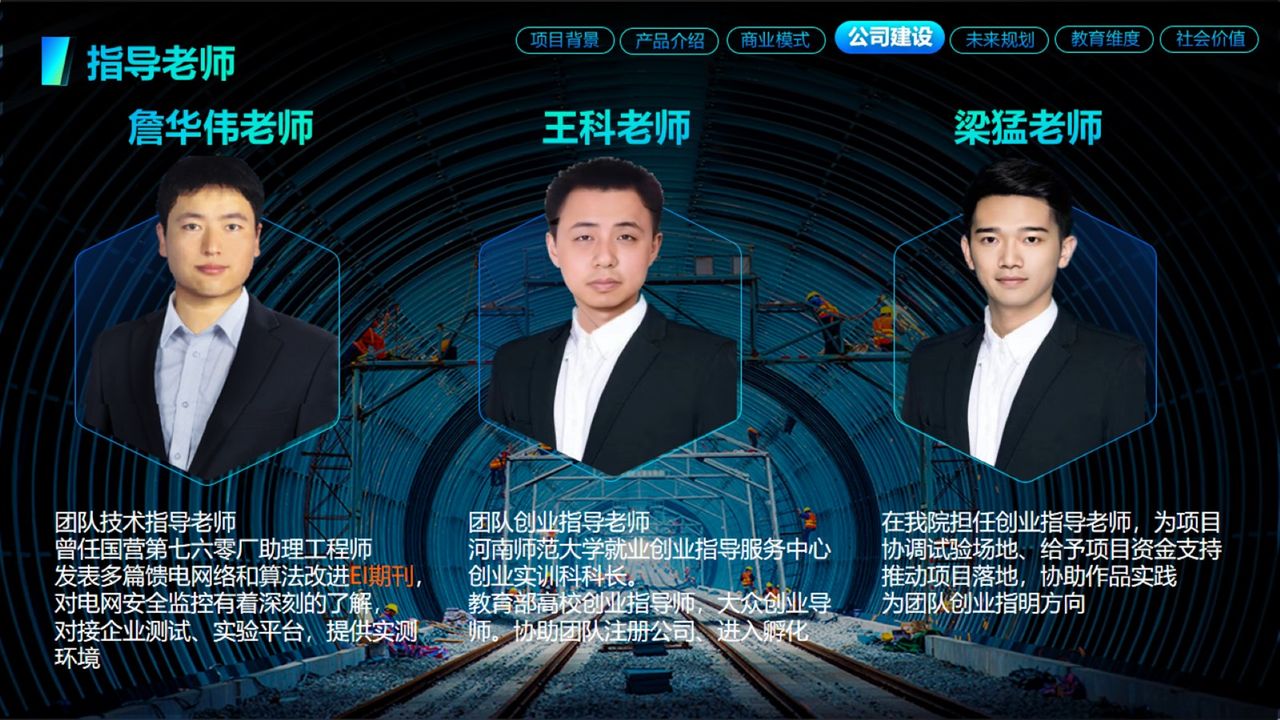 指导老师
项目背景
产品介绍
商业模式
公司建设
未来规划
教育维度
社会价值
詹华伟老师
王科老师
梁猛老师
团队技术指导老师
曾任国营第七六零厂助理工程师
发表多篇馈电网络和算法改进EI期刊，
对电网安全监控有着深刻的了解，
对接企业测试、实验平台，提供实测
环境
团队创业指导老师
河南师范大学就业创业指导服务中心
创业实训科科长。
教育部高校创业指导师，大众创业导
师。协助团队注册公司、进入孵化
在我院担任创业指导老师，为项目
协调试验场地、给予项目资金支持
推动项目落地，协助作品实践
为团队创业指明方向